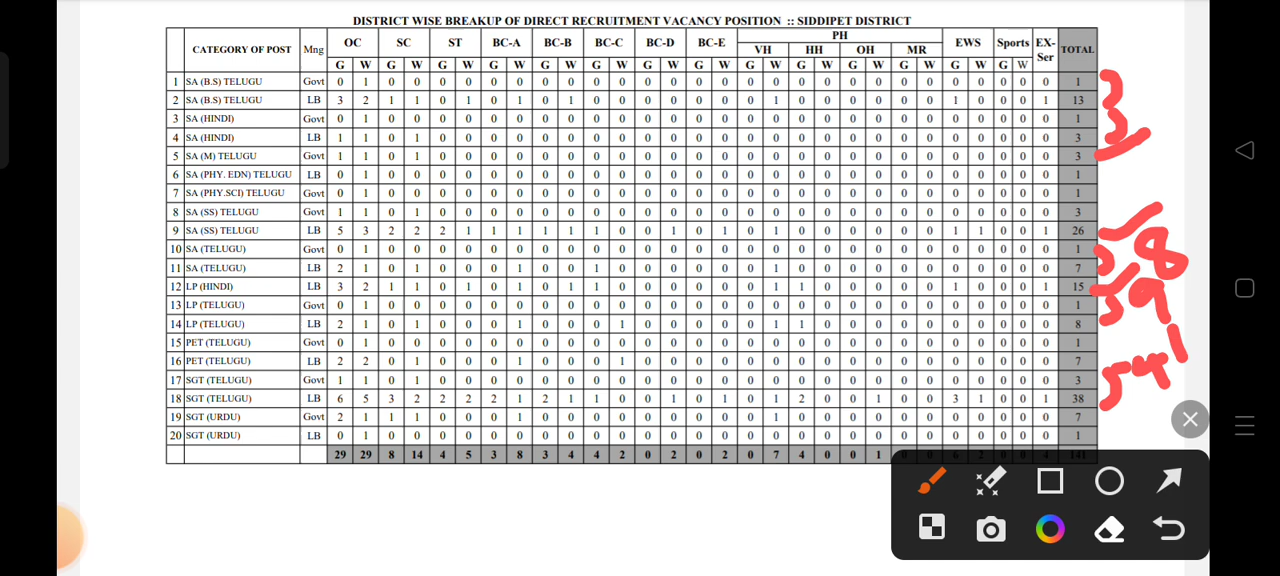 DISTRICT WISE BREAKUP OF DIRECT RECRUITMENT VACANCY POSITION :: SIDDIPET DISTRICT
CATEGORY OF POST Mng OC SC ST BC-A BC-B BC-C BC-D BC-E PH EWS Sports EX-Ser TOTAL
VH HH OH MR
G W G W G W G W G W G W G W G W G W G W G W G W G W G W
1 SA (B.S) TELUGU Govt 0 1 0 0 0 0 0 0 0 0 0 0 0 0 0 0 0 0 0 0 0 0 0 0 0 0 0 0 0 1
2 SA (B.S) TELUGU LB 3 2 1 1 0 1 0 1 0 1 0 0 0 0 0 0 0 1 0 0 0 0 0 0 1 0 0 0 1 13
3 SA (HINDI) Govt 0 1 0 0 0 0 0 0 0 0 0 0 0 0 0 0 0 0 0 0 0 0 0 0 0 0 0 0 0 1
4 SA (HINDI) LB 1 1 0 1 0 0 0 0 0 0 0 0 0 0 0 0 0 0 0 0 0 0 0 0 0 0 0 0 0 3
5 SA (M) TELUGU Govt 1 1 0 1 0 0 0 0 0 0 0 0 0 0 0 0 0 0 0 0 0 0 0 0 0 0 0 0 0 3
6 SA (PHY. EDN) TELUGU LB 0 1 0 0 0 0 0 0 0 0 0 0 0 0 0 0 0 0 0 0 0 0 0 0 0 0 0 0 0 1
7 SA (PHY.SCI) TELUGU Govt 0 1 0 0 0 0 0 0 0 0 0 0 0 0 0 0 0 0 0 0 0 0 0 0 0 0 0 0 0 1
8 SA (SS) TELUGU Govt 1 1 0 1 0 0 0 0 0 0 0 0 0 0 0 0 0 0 0 0 0 0 0 0 0 0 0 0 0 3
9 SA (SS) TELUGU LB 5 3 2 2 2 1 1 1 1 1 1 0 0 1 0 1 0 1 0 0 0 0 0 0 1 1 0 0 1 26
10 SA (TELUGU) Govt 0 1 0 0 0 0 0 0 0 0 0 0 0 0 0 0 0 0 0 0 0 0 0 0 0 0 0 0 0 1
11 SA (TELUGU) LB 2 1 0 1 0 0 0 1 0 0 1 0 0 0 0 0 0 1 0 0 0 0 0 0 0 0 0 0 0 7
12 LP (HINDI) LB 3 2 1 1 0 1 0 1 0 1 1 0 0 0 0 0 0 1 1 0 0 0 0 0 1 0 0 0 1 15
13 LP (TELUGU) Govt 0 1 0 0 0 0 0 0 0 0 0 0 0 0 0 0 0 0 0 0 0 0 0 0 0 0 0 0 0 1
14 LP (TELUGU) LB 2 1 0 1 0 0 0 1 0 0 0 1 0 0 0 0 0 1 1 0 0 0 0 0 0 0 0 0 0 8
15 PET (TELUGU) Govt 0 1 0 0 0 0 0 0 0 0 0 0 0 0 0 0 0 0 0 0 0 0 0 0 0 0 0 0 0 1
16 PET (TELUGU) LB 2 2 0 1 0 0 0 1 0 0 0 1 0 0 0 0 0 0 0 0 0 0 0 0 0 0 0 0 0 7
17 SGT (TELUGU) Govt 1 1 0 1 0 0 0 0 0 0 0 0 0 0 0 0 0 0 0 0 0 0 0 0 0 0 0 0 0 3
18 SGT (TELUGU) LB 6 5 3 2 2 2 2 1 2 1 1 0 0 1 0 1 0 1 2 0 0 1 0 0 3 1 0 0 1 38
19 SGT (URDU) Govt 2 1 1 1 0 0 0 1 0 0 0 0 0 0 0 0 0 1 0 0 0 0 0 0 0 0 0 0 0 7
20 SGT (URDU) LB 0 1 0 0 0 0 0 0 0 0 0 0 0 0 0 0 0 0 0 0 0 0 0 0 0 0 0 0 0 1
29 29 8 14 4 5 3 8 3 4 4 2 0 2 0 2 0 7 4 0 0 1 0 0 6 2 0 0 4 141